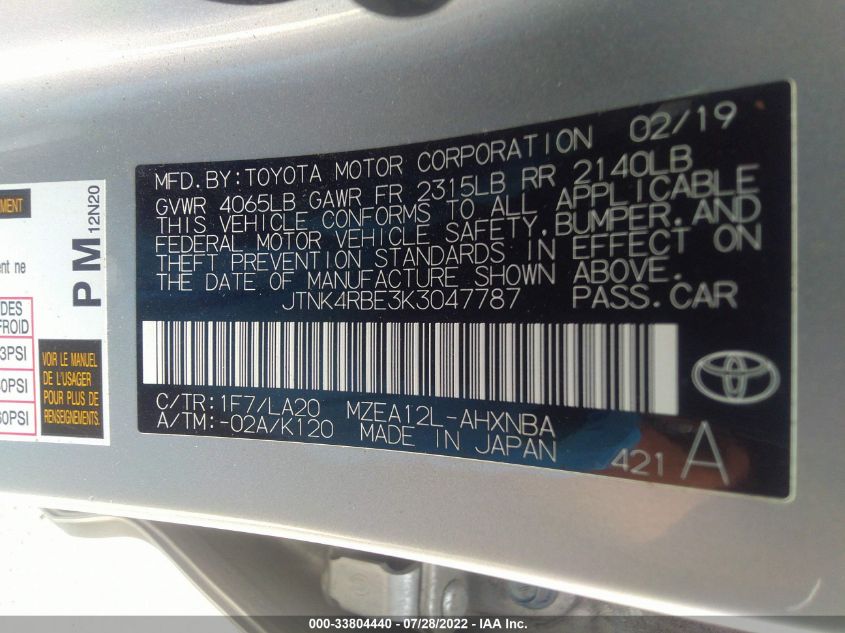 MFD. BY: TOYOTA MOTOR CORPORATION 02/19
GVWR 4065LB GAWR FR 2315LB RR 2140LB
THIS VEHICLE CONFORMS TO ALL APPLICABLE
FEDERAL MOTOR VEHICLE SAFETY, BUMPER, AND
THEFT PREVENTION STANDARDS IN EFFECT ON
THE DATE OF MANUFACTURE SHOWN ABOVE.
JTNK4RBE3K3047787 PASS.CAR
C/TR: 1F7/LA20 MZEA12L-AHXNBA
A/TM: -02A/K120 MADE IN JAPAN
421 A
PM 12N20
ne
FROID
VOIR LE MANUEL
DE L'USAGER
POUR PLUS DE
RENSEIGNEMENTS.
000-33804440 - 07/28/2022 - IAA Inc.